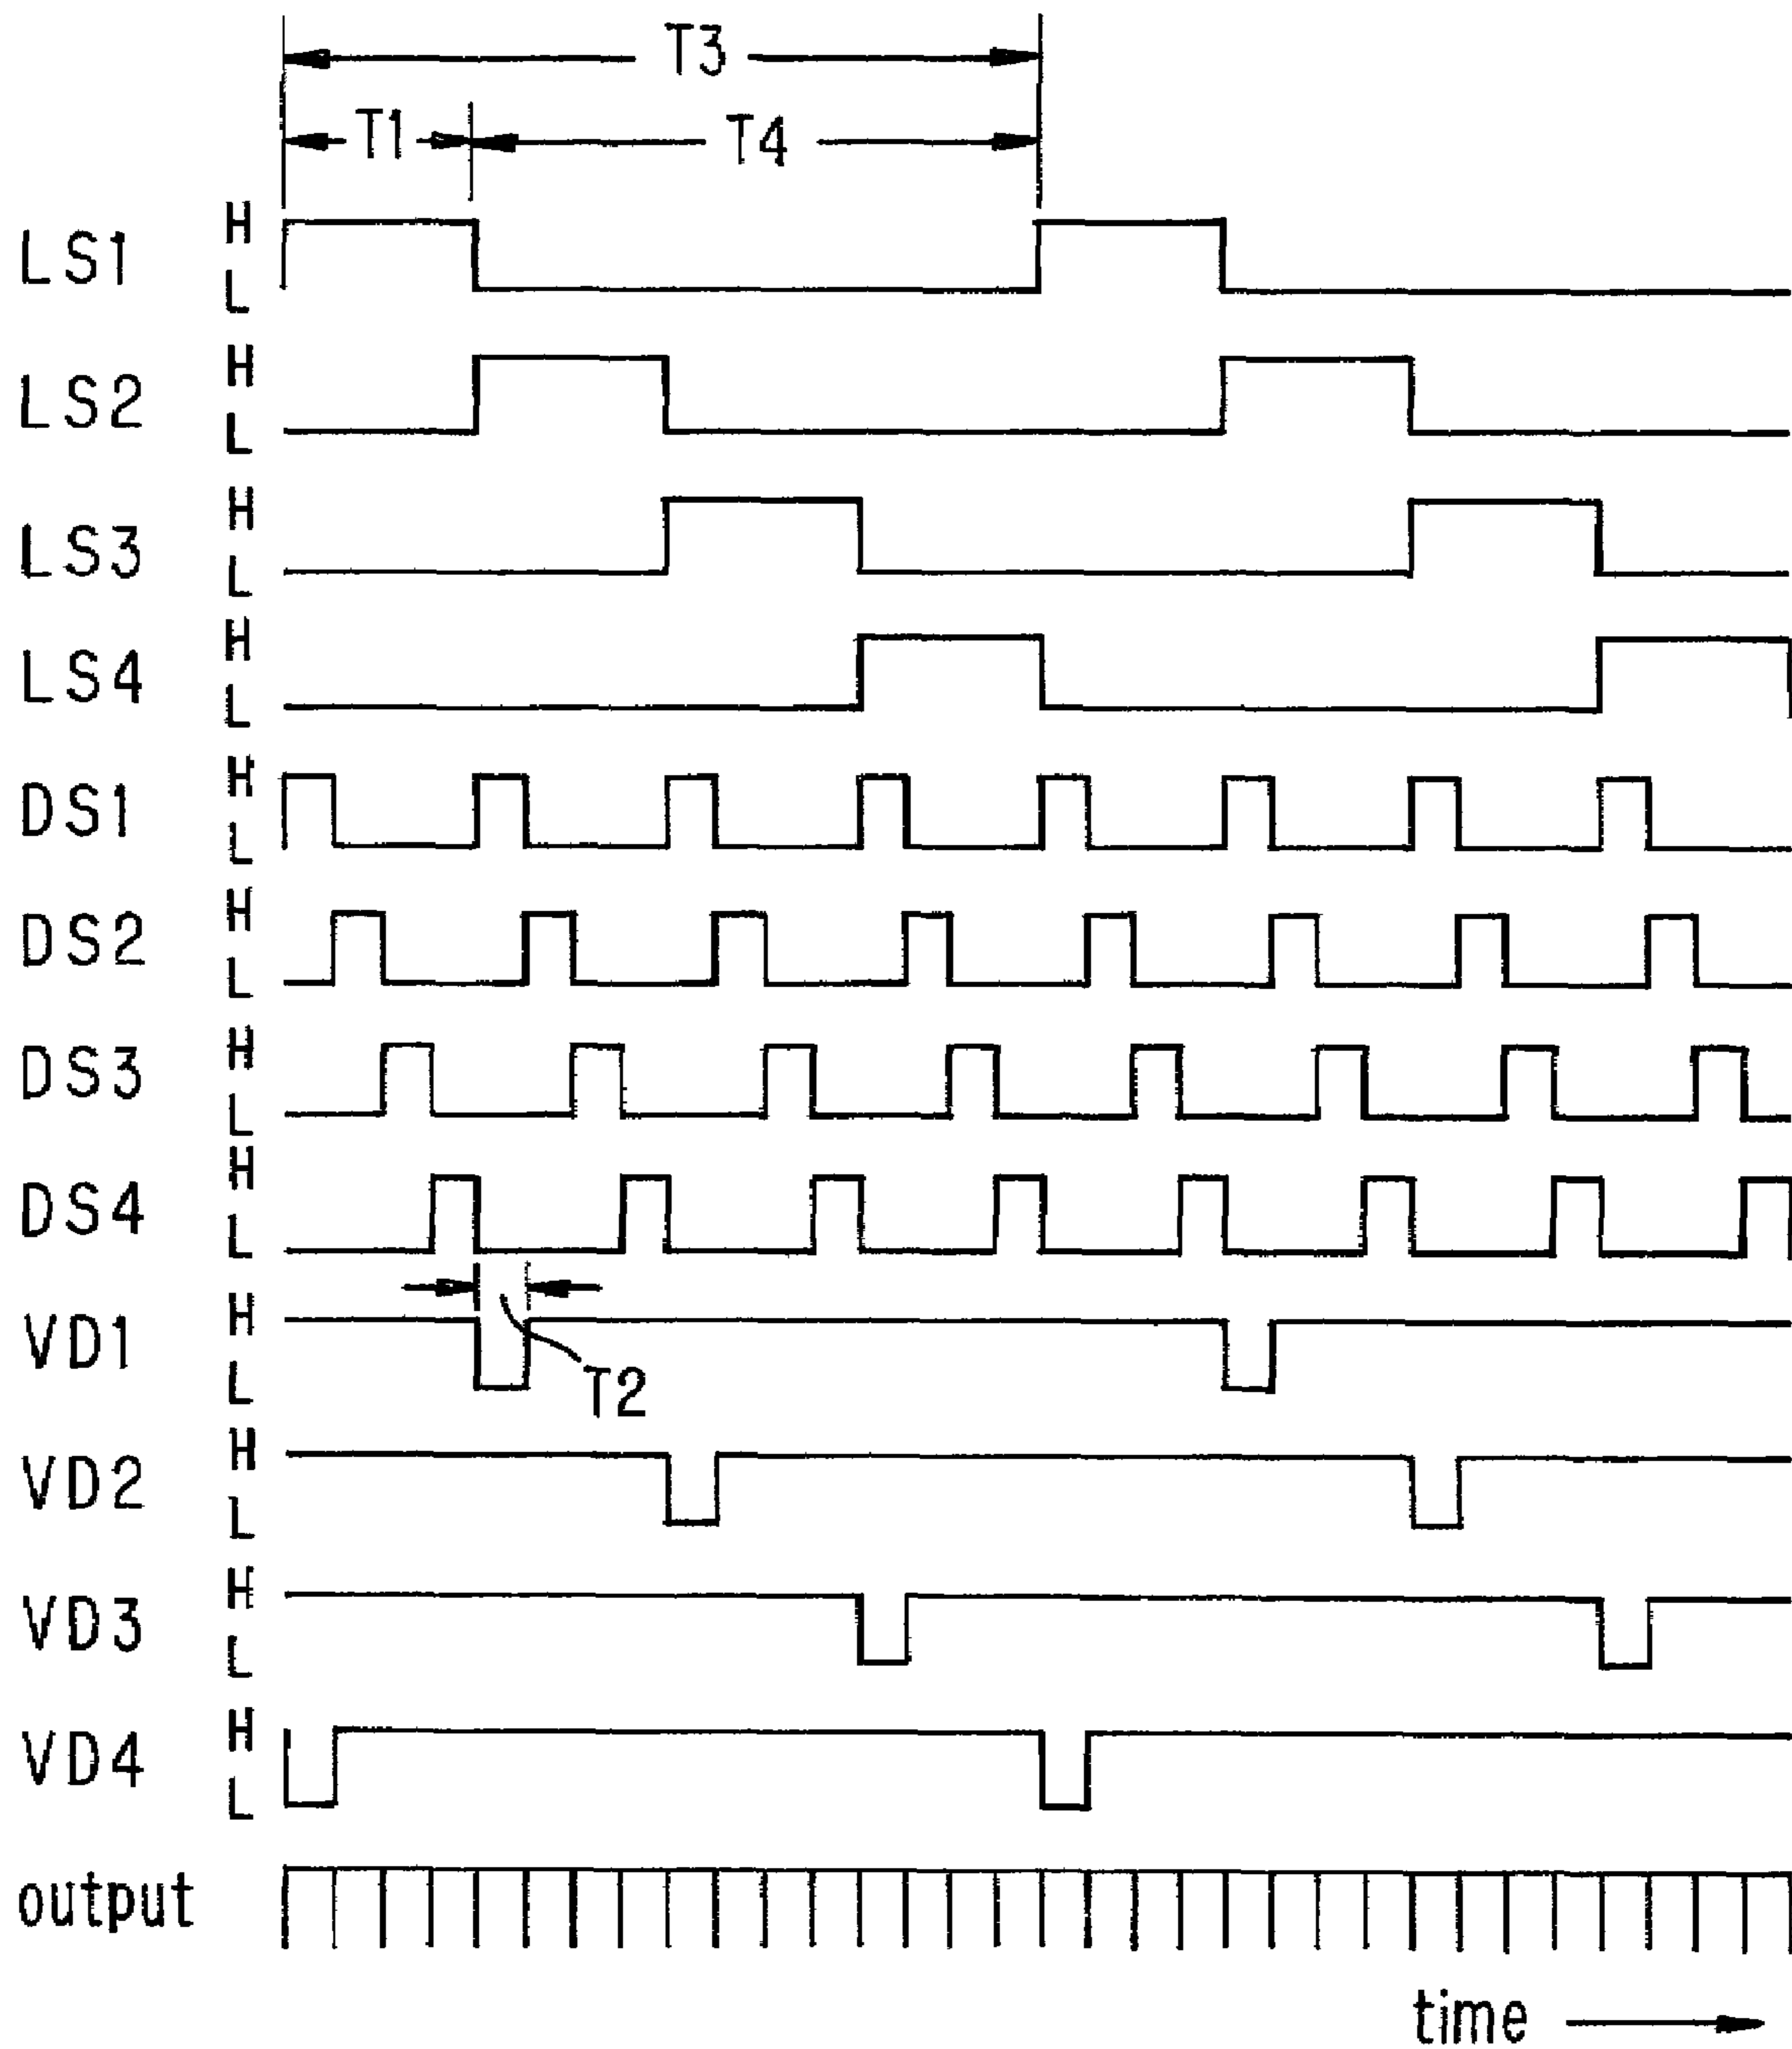 T3
T1 T4
LS1 H L
LS2 H L
LS3 H L
LS4 H L
DS1 H L
DS2 H L
DS3 H L
DS4 H L
VD1 H L
T2
VD2 H L
VD3 H L
VD4 H L
output
time